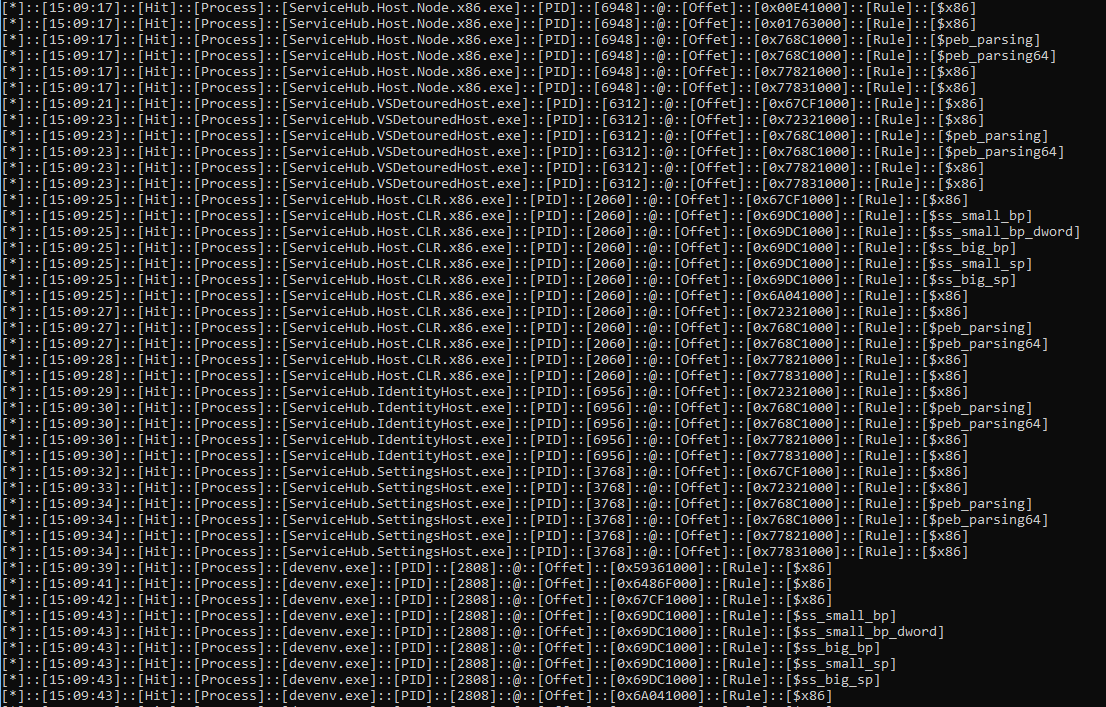 [*]::[15:09:17]::[Hit]::[Process]::[ServiceHub.Host.Node.x86.exe]::[PID]::[6948]::@::[Offet]::[0x00E41000]::[Rule]::[$x86]
[*]::[15:09:17]::[Hit]::[Process]::[ServiceHub.Host.Node.x86.exe]::[PID]::[6948]::@::[Offet]::[0x01763000]::[Rule]::[$x86]
[*]::[15:09:17]::[Hit]::[Process]::[ServiceHub.Host.Node.x86.exe]::[PID]::[6948]::@::[Offet]::[0x768C1000]::[Rule]::[$peb_parsing]
[*]::[15:09:17]::[Hit]::[Process]::[ServiceHub.Host.Node.x86.exe]::[PID]::[6948]::@::[Offet]::[0x768C1000]::[Rule]::[$peb_parsing64]
[*]::[15:09:17]::[Hit]::[Process]::[ServiceHub.Host.Node.x86.exe]::[PID]::[6948]::@::[Offet]::[0x77821000]::[Rule]::[$x86]
[*]::[15:09:17]::[Hit]::[Process]::[ServiceHub.Host.Node.x86.exe]::[PID]::[6948]::@::[Offet]::[0x77831000]::[Rule]::[$x86]
[*]::[15:09:21]::[Hit]::[Process]::[ServiceHub.VSDetouredHost.exe]::[PID]::[6312]::@::[Offet]::[0x67CF1000]::[Rule]::[$x86]
[*]::[15:09:23]::[Hit]::[Process]::[ServiceHub.VSDetouredHost.exe]::[PID]::[6312]::@::[Offet]::[0x72321000]::[Rule]::[$x86]
[*]::[15:09:23]::[Hit]::[Process]::[ServiceHub.VSDetouredHost.exe]::[PID]::[6312]::@::[Offet]::[0x768C1000]::[Rule]::[$peb_parsing]
[*]::[15:09:23]::[Hit]::[Process]::[ServiceHub.VSDetouredHost.exe]::[PID]::[6312]::@::[Offet]::[0x768C1000]::[Rule]::[$peb_parsing64]
[*]::[15:09:23]::[Hit]::[Process]::[ServiceHub.VSDetouredHost.exe]::[PID]::[6312]::@::[Offet]::[0x77821000]::[Rule]::[$x86]
[*]::[15:09:23]::[Hit]::[Process]::[ServiceHub.VSDetouredHost.exe]::[PID]::[6312]::@::[Offet]::[0x77831000]::[Rule]::[$x86]
[*]::[15:09:25]::[Hit]::[Process]::[ServiceHub.Host.CLR.x86.exe]::[PID]::[2060]::@::[Offet]::[0x67CF1000]::[Rule]::[$x86]
[*]::[15:09:25]::[Hit]::[Process]::[ServiceHub.Host.CLR.x86.exe]::[PID]::[2060]::@::[Offet]::[0x69DC1000]::[Rule]::[$ss_small_bp]
[*]::[15:09:25]::[Hit]::[Process]::[ServiceHub.Host.CLR.x86.exe]::[PID]::[2060]::@::[Offet]::[0x69DC1000]::[Rule]::[$ss_small_bp_dword]
[*]::[15:09:25]::[Hit]::[Process]::[ServiceHub.Host.CLR.x86.exe]::[PID]::[2060]::@::[Offet]::[0x69DC1000]::[Rule]::[$ss_big_bp]
[*]::[15:09:25]::[Hit]::[Process]::[ServiceHub.Host.CLR.x86.exe]::[PID]::[2060]::@::[Offet]::[0x69DC1000]::[Rule]::[$ss_small_sp]
[*]::[15:09:25]::[Hit]::[Process]::[ServiceHub.Host.CLR.x86.exe]::[PID]::[2060]::@::[Offet]::[0x69DC1000]::[Rule]::[$ss_big_sp]
[*]::[15:09:25]::[Hit]::[Process]::[ServiceHub.Host.CLR.x86.exe]::[PID]::[2060]::@::[Offet]::[0x6A041000]::[Rule]::[$x86]
[*]::[15:09:27]::[Hit]::[Process]::[ServiceHub.Host.CLR.x86.exe]::[PID]::[2060]::@::[Offet]::[0x72321000]::[Rule]::[$x86]
[*]::[15:09:27]::[Hit]::[Process]::[ServiceHub.Host.CLR.x86.exe]::[PID]::[2060]::@::[Offet]::[0x768C1000]::[Rule]::[$peb_parsing]
[*]::[15:09:27]::[Hit]::[Process]::[ServiceHub.Host.CLR.x86.exe]::[PID]::[2060]::@::[Offet]::[0x768C1000]::[Rule]::[$peb_parsing64]
[*]::[15:09:28]::[Hit]::[Process]::[ServiceHub.Host.CLR.x86.exe]::[PID]::[2060]::@::[Offet]::[0x77821000]::[Rule]::[$x86]
[*]::[15:09:28]::[Hit]::[Process]::[ServiceHub.Host.CLR.x86.exe]::[PID]::[2060]::@::[Offet]::[0x77831000]::[Rule]::[$x86]
[*]::[15:09:29]::[Hit]::[Process]::[ServiceHub.IdentityHost.exe]::[PID]::[6956]::@::[Offet]::[0x72321000]::[Rule]::[$x86]
[*]::[15:09:30]::[Hit]::[Process]::[ServiceHub.IdentityHost.exe]::[PID]::[6956]::@::[Offet]::[0x768C1000]::[Rule]::[$peb_parsing]
[*]::[15:09:30]::[Hit]::[Process]::[ServiceHub.IdentityHost.exe]::[PID]::[6956]::@::[Offet]::[0x768C1000]::[Rule]::[$peb_parsing64]
[*]::[15:09:30]::[Hit]::[Process]::[ServiceHub.IdentityHost.exe]::[PID]::[6956]::@::[Offet]::[0x77821000]::[Rule]::[$x86]
[*]::[15:09:30]::[Hit]::[Process]::[ServiceHub.IdentityHost.exe]::[PID]::[6956]::@::[Offet]::[0x77831000]::[Rule]::[$x86]
[*]::[15:09:32]::[Hit]::[Process]::[ServiceHub.SettingsHost.exe]::[PID]::[3768]::@::[Offet]::[0x67CF1000]::[Rule]::[$x86]
[*]::[15:09:33]::[Hit]::[Process]::[ServiceHub.SettingsHost.exe]::[PID]::[3768]::@::[Offet]::[0x72321000]::[Rule]::[$x86]
[*]::[15:09:34]::[Hit]::[Process]::[ServiceHub.SettingsHost.exe]::[PID]::[3768]::@::[Offet]::[0x768C1000]::[Rule]::[$peb_parsing]
[*]::[15:09:34]::[Hit]::[Process]::[ServiceHub.SettingsHost.exe]::[PID]::[3768]::@::[Offet]::[0x768C1000]::[Rule]::[$peb_parsing64]
[*]::[15:09:34]::[Hit]::[Process]::[ServiceHub.SettingsHost.exe]::[PID]::[3768]::@::[Offet]::[0x77821000]::[Rule]::[$x86]
[*]::[15:09:34]::[Hit]::[Process]::[ServiceHub.SettingsHost.exe]::[PID]::[3768]::@::[Offet]::[0x77831000]::[Rule]::[$x86]
[*]::[15:09:39]::[Hit]::[Process]::[devenv.exe]::[PID]::[2808]::@::[Offet]::[0x59361000]::[Rule]::[$x86]
[*]::[15:09:41]::[Hit]::[Process]::[devenv.exe]::[PID]::[2808]::@::[Offet]::[0x6486F000]::[Rule]::[$x86]
[*]::[15:09:42]::[Hit]::[Process]::[devenv.exe]::[PID]::[2808]::@::[Offet]::[0x67CF1000]::[Rule]::[$x86]
[*]::[15:09:43]::[Hit]::[Process]::[devenv.exe]::[PID]::[2808]::@::[Offet]::[0x69DC1000]::[Rule]::[$ss_small_bp]
[*]::[15:09:43]::[Hit]::[Process]::[devenv.exe]::[PID]::[2808]::@::[Offet]::[0x69DC1000]::[Rule]::[$ss_small_bp_dword]
[*]::[15:09:43]::[Hit]::[Process]::[devenv.exe]::[PID]::[2808]::@::[Offet]::[0x69DC1000]::[Rule]::[$ss_big_bp]
[*]::[15:09:43]::[Hit]::[Process]::[devenv.exe]::[PID]::[2808]::@::[Offet]::[0x69DC1000]::[Rule]::[$ss_small_sp]
[*]::[15:09:43]::[Hit]::[Process]::[devenv.exe]::[PID]::[2808]::@::[Offet]::[0x69DC1000]::[Rule]::[$ss_big_sp]
[*]::[15:09:43]::[Hit]::[Process]::[devenv.exe]::[PID]::[2808]::@::[Offet]::[0x6A041000]::[Rule]::[$x86]